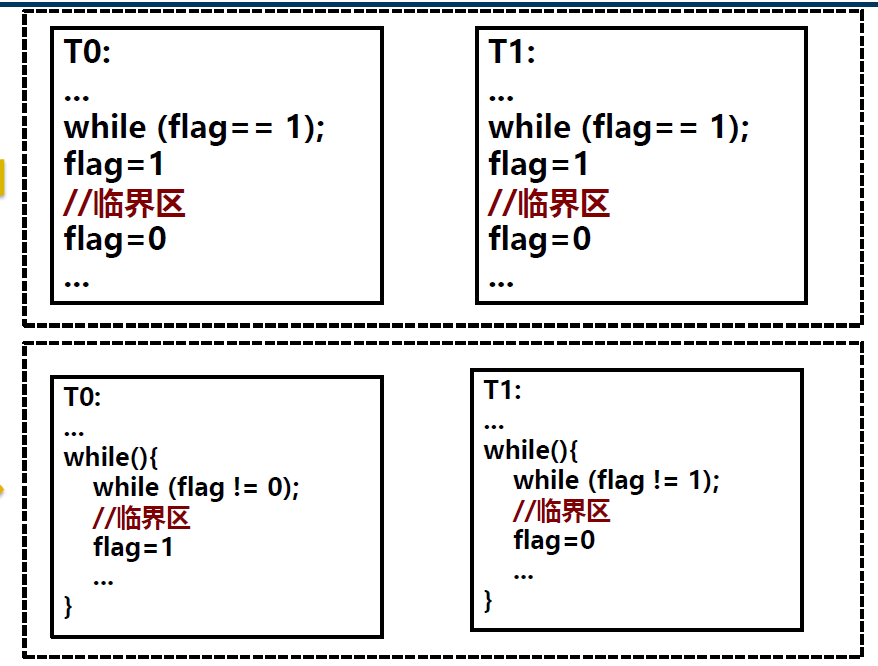 T0:
...
while (flag== 1);
flag=1
//临界区
flag=0
...
T1:
...
while (flag== 1);
flag=1
//临界区
flag=0
...
T0:
...
while(){
while (flag != 0);
//临界区
flag=1
...
}
T1:
...
while(){
while (flag != 1);
//临界区
flag=0
...
}